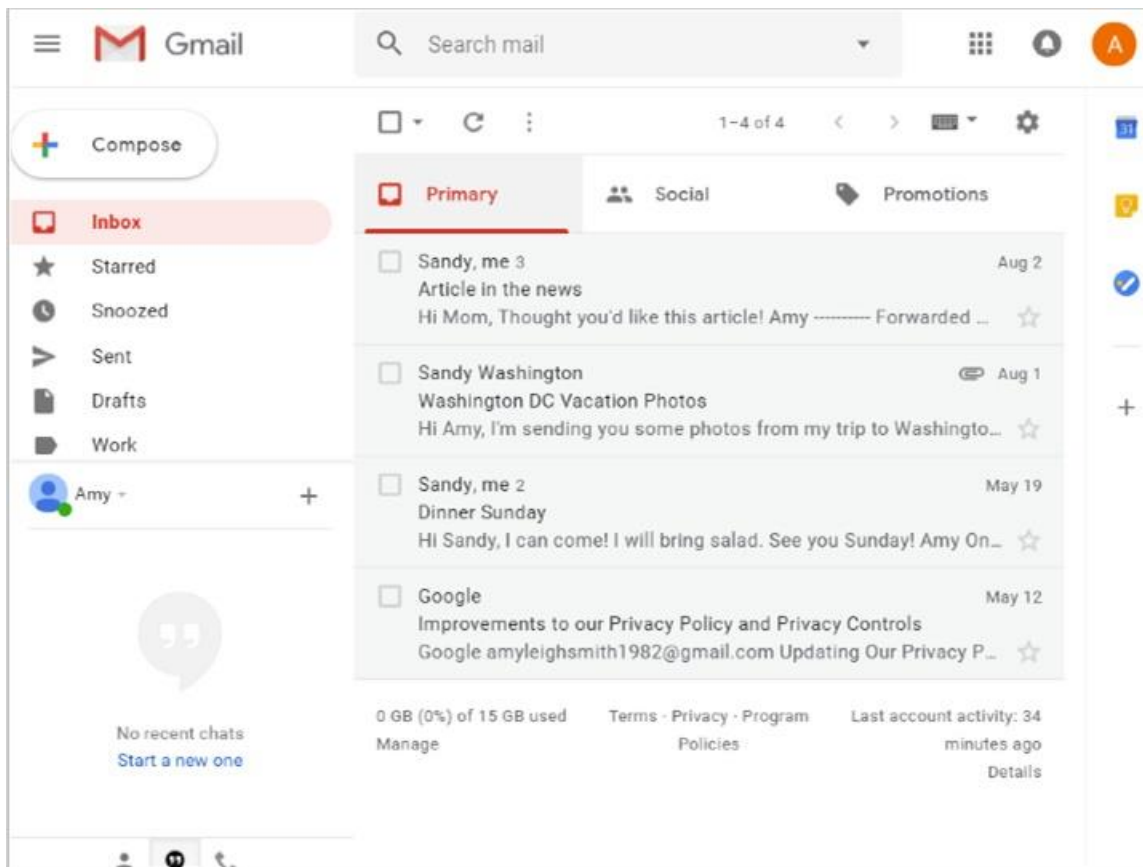 Gmail
Search mail
A
Compose
1–4 of 4
31
Primary
Social
Promotions
Inbox
Starred
Snoozed
Sent
Drafts
Work
Sandy, me 3
Aug 2
Article in the news
Hi Mom, Thought you'd like this article! Amy ---------- Forwarded ...
Sandy Washington
Aug 1
Washington DC Vacation Photos
Hi Amy, I'm sending you some photos from my trip to Washingto...
Sandy, me 2
May 19
Dinner Sunday
Hi Sandy, I can come! I will bring salad. See you Sunday! Amy On...
Google
May 12
Improvements to our Privacy Policy and Privacy Controls
Google amyleighsmith1982@gmail.com Updating Our Privacy P...
Amy
No recent chats
Start a new one
0 GB (0%) of 15 GB used
Manage
Terms · Privacy · Program
Policies
Last account activity: 34
minutes ago
Details